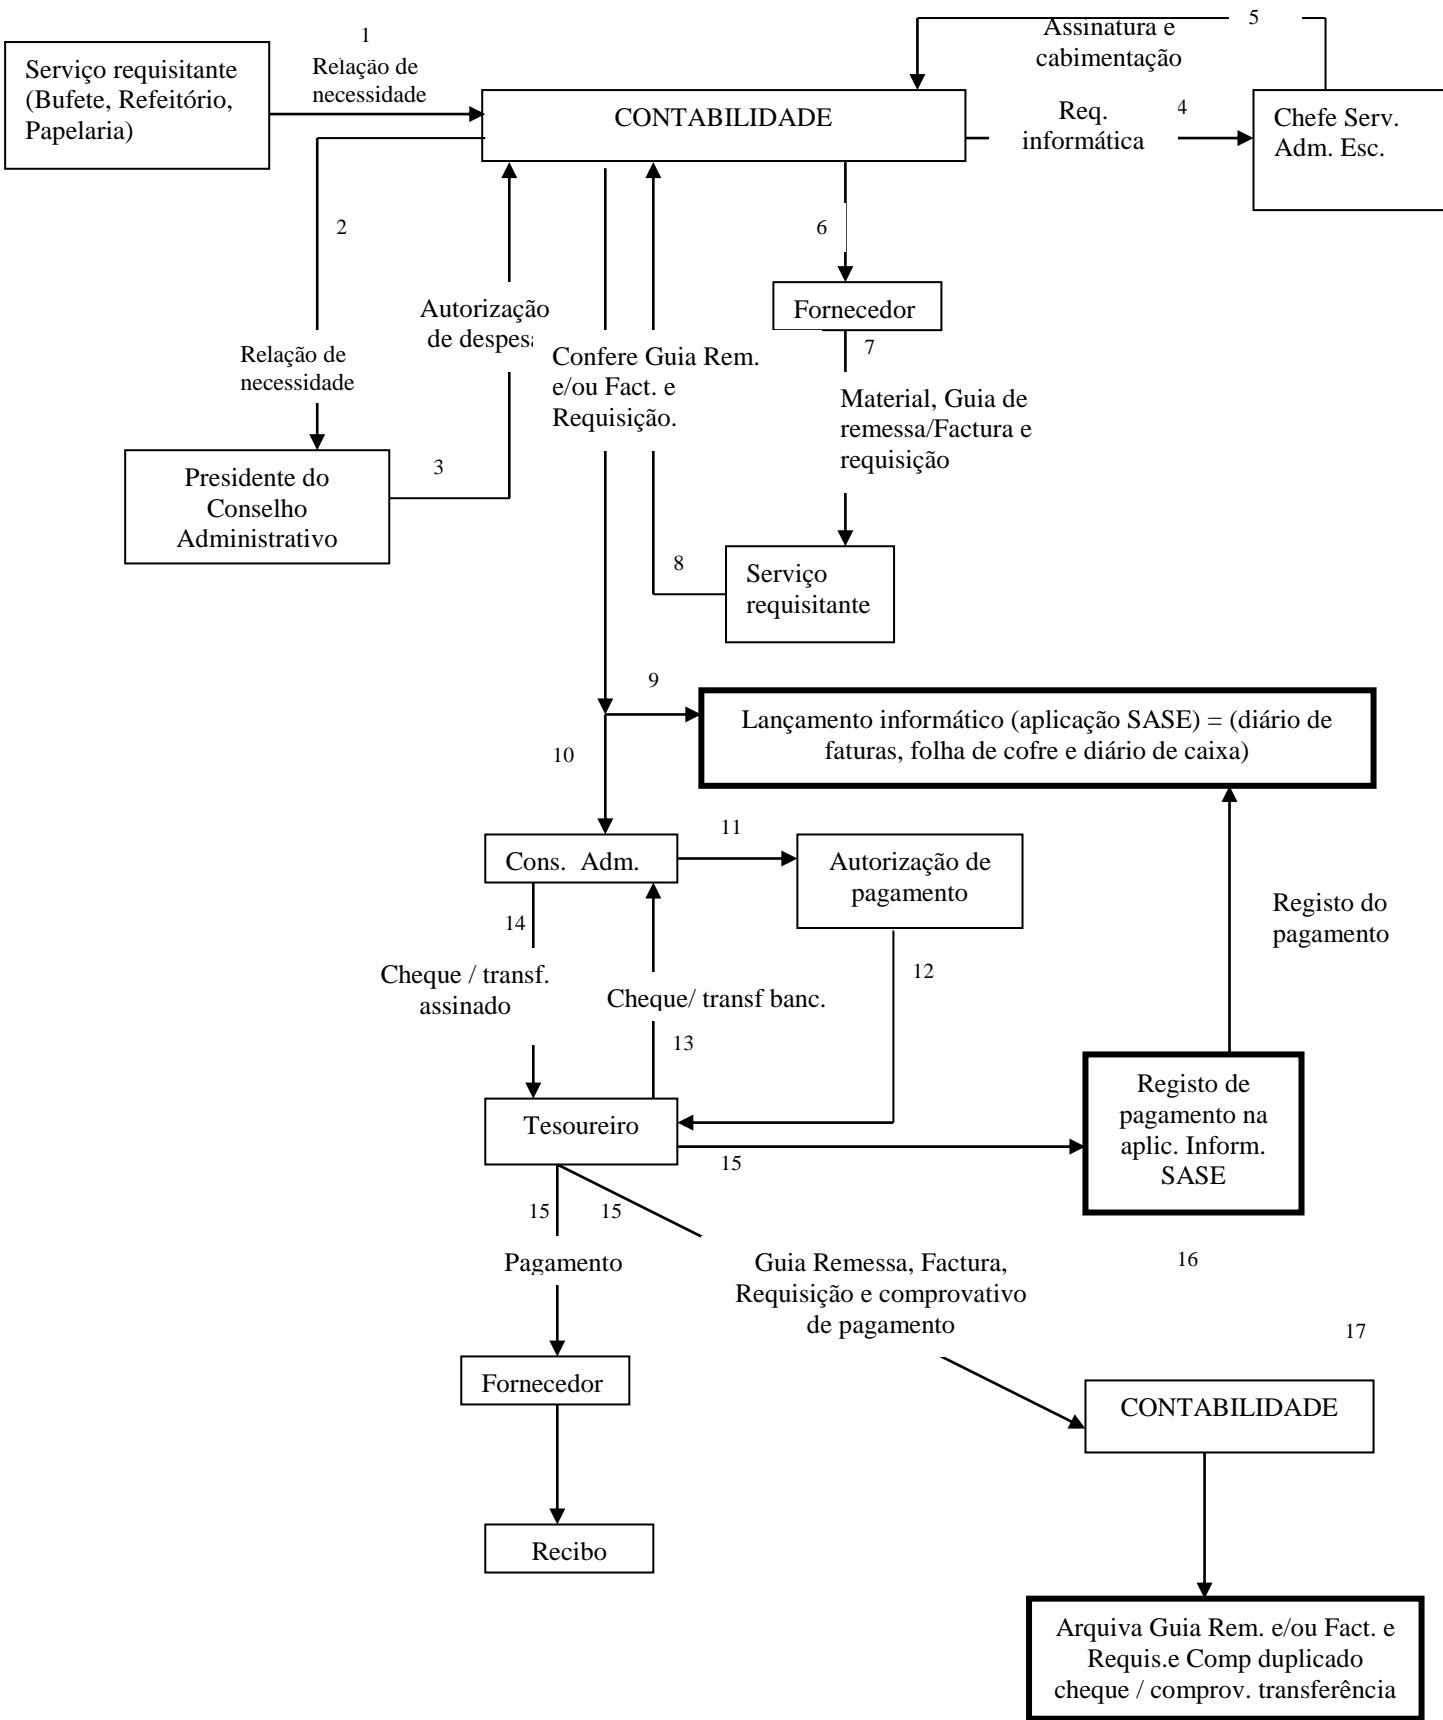 1
5
Assinatura e
cabimentação
Serviço requisitante
(Bufete, Refeitório,
Papelaria)
Relação de
necessidade
CONTABILIDADE
Req.
informática
4
Chefe Serv.
Adm. Esc.
2
6
Autorização
de despesa
Fornecedor
7
Relação de
necessidade
Confere Guia Rem.
e/ou Fact. e
Requisição.
Material, Guia de
remessa/Factura e
requisição
3
Presidente do
Conselho
Administrativo
8
Serviço
requisitante
9
Lançamento informático (aplicação SASE) = (diário de
faturas, folha de cofre e diário de caixa)
10
11
Cons. Adm.
Autorização de
pagamento
Registo do
pagamento
14
12
Cheque / transf.
assinado
Cheque/ transf banc.
13
Tesoureiro
Registo de
pagamento na
aplic. Inform.
SASE
15
15
15
Pagamento
Guia Remessa, Factura,
Requisição e comprovativo
de pagamento
16
17
Fornecedor
CONTABILIDADE
Recibo
Arquiva Guia Rem. e/ou Fact. e
Requis.e Comp duplicado
cheque / comprov. transferência